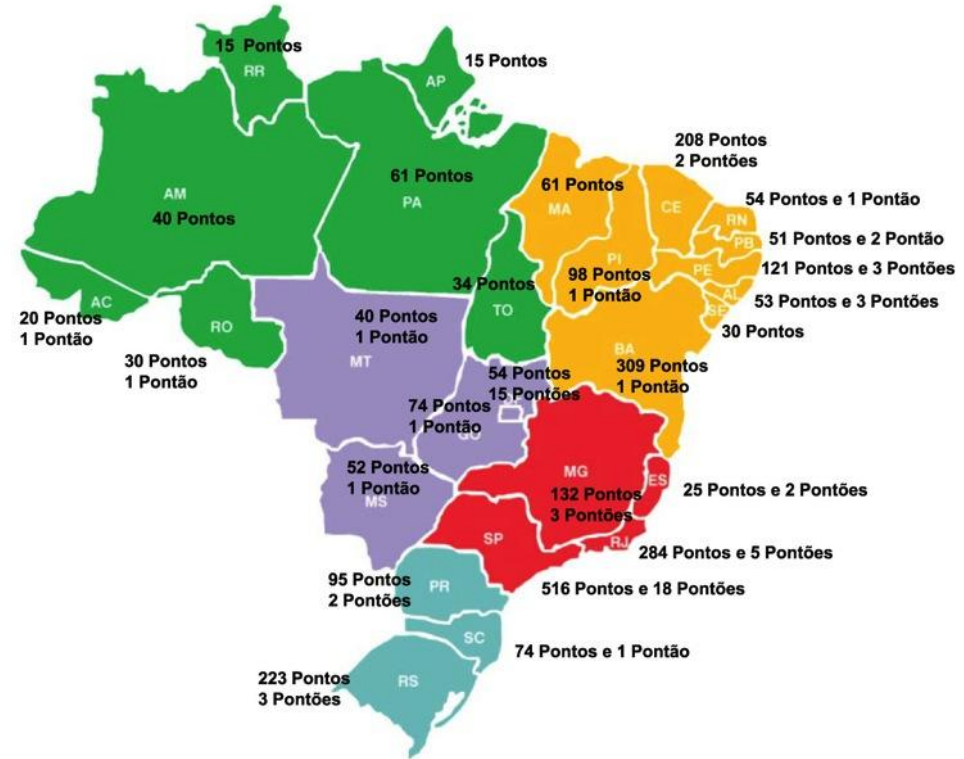 15 Pontos
RR
15 Pontos
AP
AM
40 Pontos
61 Pontos
PA
20 Pontos
1 Pontão
AC
30 Pontos
1 Pontão
RO
34 Pontos
TO
61 Pontos
MA
208 Pontos
2 Pontões
CE
54 Pontos e 1 Pontão
RN
51 Pontos e 2 Pontão
PB
121 Pontos e 3 Pontões
PE
53 Pontos e 3 Pontões
AL
30 Pontos
SE
PI
98 Pontos
1 Pontão
BA
309 Pontos
1 Pontão
40 Pontos
1 Pontão
MT
54 Pontos
15 Pontões
74 Pontos
1 Pontão
GO
52 Pontos
1 Pontão
MS
MG
132 Pontos
3 Pontões
ES
25 Pontos e 2 Pontões
RJ
284 Pontos e 5 Pontões
SP
516 Pontos e 18 Pontões
95 Pontos
2 Pontões
PR
SC
74 Pontos e 1 Pontão
223 Pontos
3 Pontões
RS